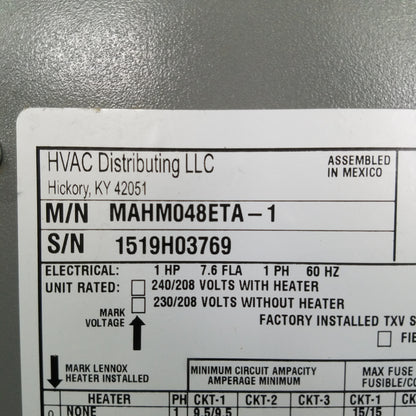 HVAC Distributing LLC
Hickory, KY 42051
ASSEMBLED
IN MEXICO
M/N MAHM048ETA-1
S/N 1519H03769
ELECTRICAL: 1 HP 7.6 FLA 1 PH 60 HZ
UNIT RATED: 240/208 VOLTS WITH HEATER
230/208 VOLTS WITHOUT HEATER
MARK
VOLTAGE
FACTORY INSTALLED TXV S
FIE
MARK LENNOX
HEATER INSTALLED
MINIMUM CIRCUIT AMPACITY
AMPERAGE MINIMUM
MAX FUSE
FUSIBLE/CO
HEATER PH CKT-1 CKT-2 CKT-3 CKT-1 CK
NONE 1 9.5/9.5 15/15